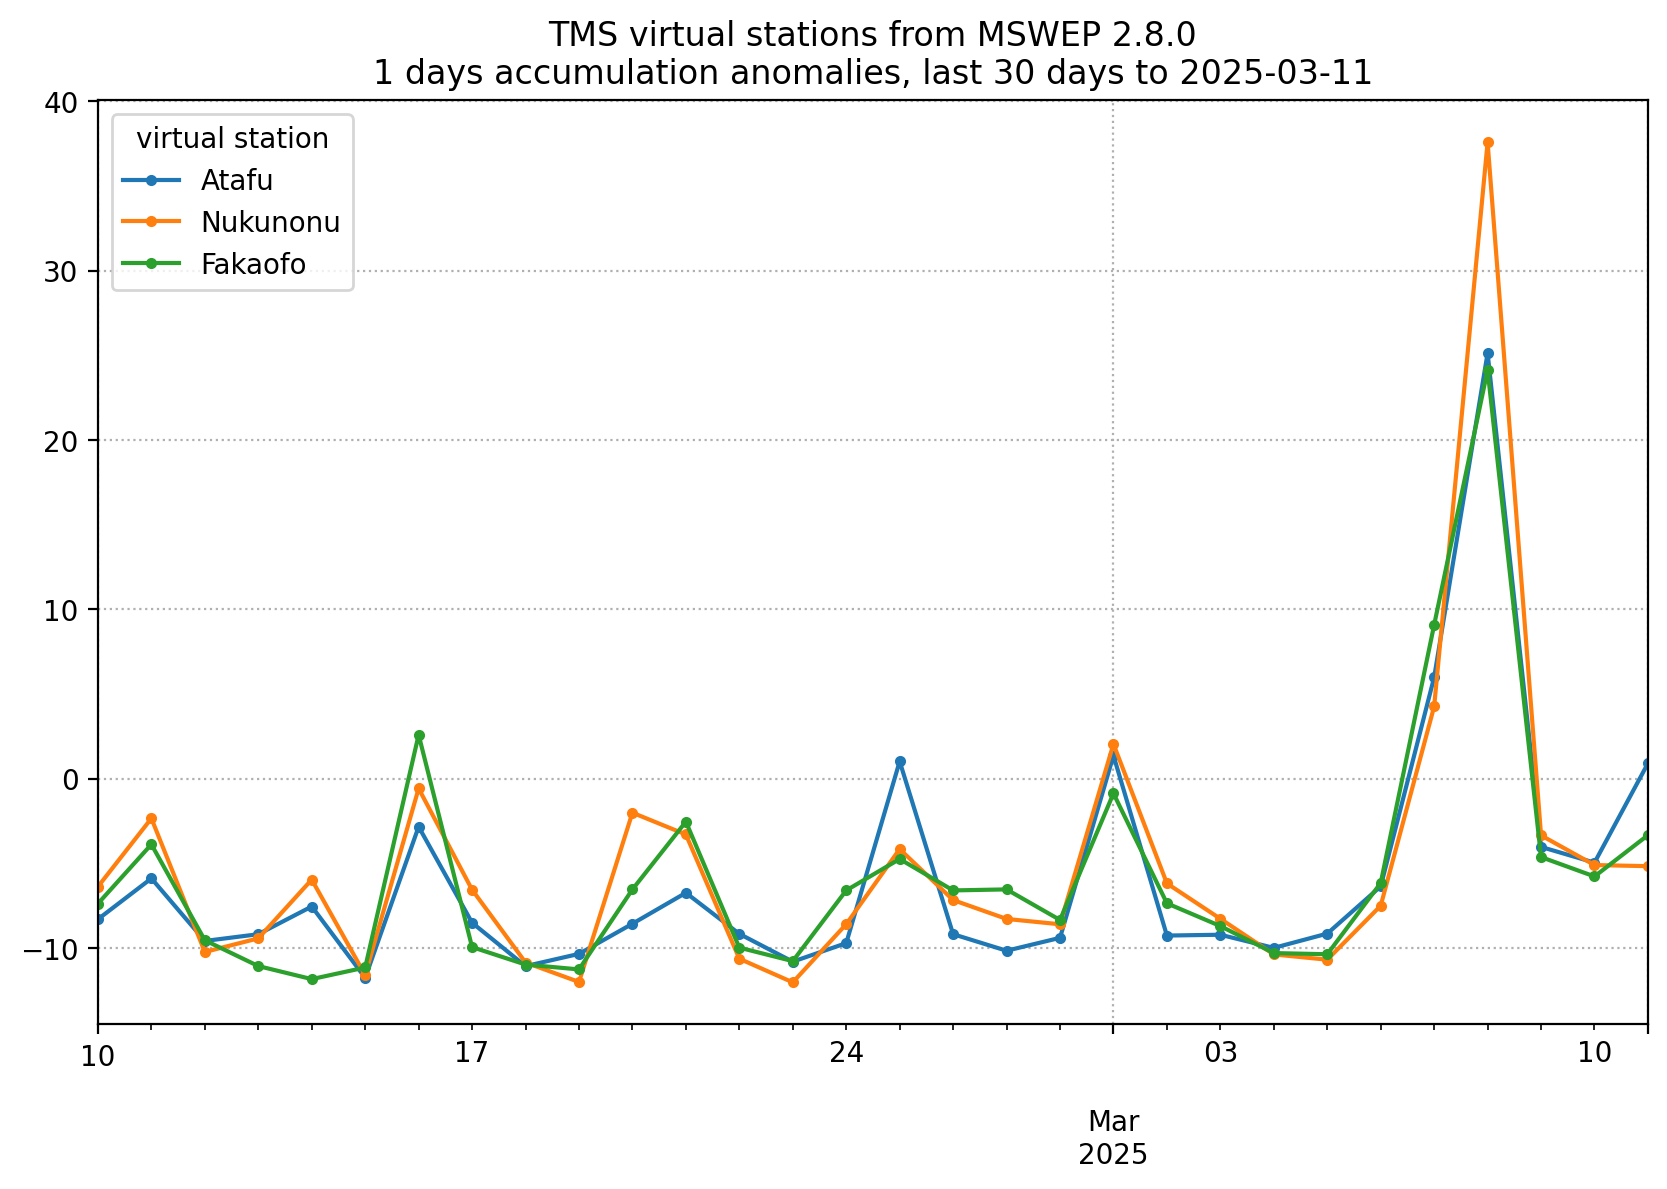 TMS virtual stations from MSWEP 2.8.0
1 days accumulation anomalies, last 30 days to 2025-03-11
virtual station
Atafu
Nukunonu
Fakaofo
40
30
20
10
0
−10
10
17
24
03
10
Mar
2025